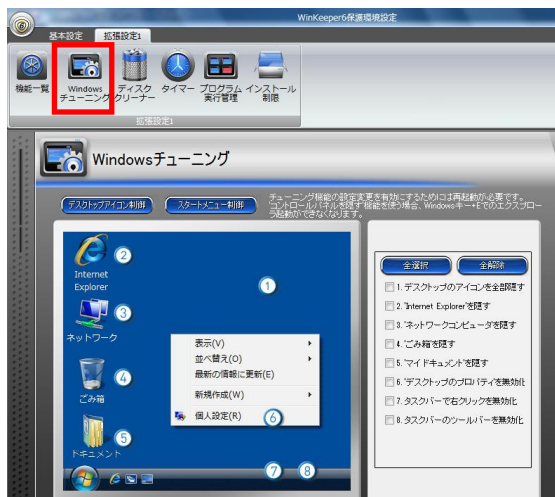 WinKeeper6保護環境設定
基本設定 拡張設定1
機能一覧
Windows
チューニング
ディスク
クリーナー
タイマー
プログラム
実行管理
インストール
制限
拡張設定1
Windowsチューニング
デスクトップアイコン制御 スタートメニュー制御
チューニング機能の設定変更を有効にするためには再起動が必要です。
'コントロールパネルを隠す'機能を使う場合、Windowsキー+Eでのエクスプロー
ラ起動ができなくなります。
Internet
Explorer
②
①
ネットワーク
③
ごみ箱
④
ドキュメント
⑤
表示(V)
並べ替え(O)
最新の情報に更新(E)
新規作成(W)
個人設定(R) ⑥
⑦ ⑧
全選択 全解除
1. デスクトップのアイコンを全部隠す
2. 'Internet Explorer'を隠す
3. 'ネットワークコンピュータ'を隠す
4. 'ごみ箱'を隠す
5. 'マイドキュメント'を隠す
6. 'デスクトップのプロパティ'を無効化
7. タスクバーで右クリックを無効化
8. タスクバーのツールバーを無効化